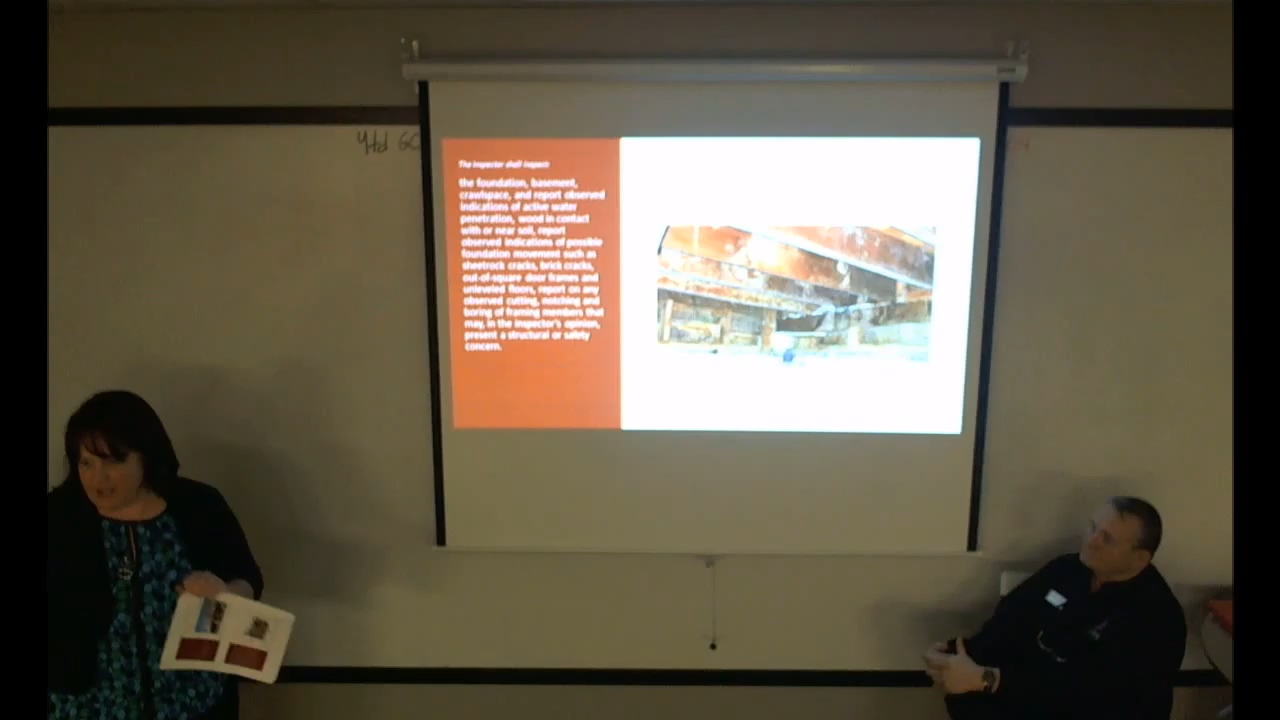 Ytd GC
The inspector shall inspect:
the foundation, basement,
crawlspace, and report observed
indications of active water
penetration, wood in contact
with or near soil, report
observed indications of possible
foundation movement such as
sheetrock cracks, brick cracks,
out-of-square door frames and
unleveled floors, report on any
observed cutting, notching and
boring of framing members that
may, in the inspector's opinion,
present a structural or safety
concern.